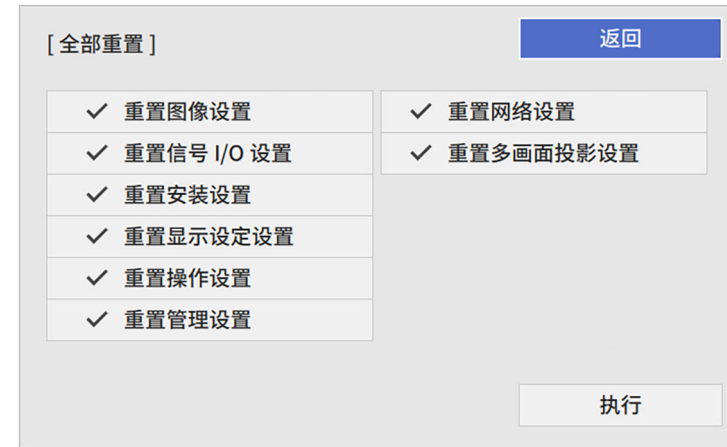 [ 全部重置 ]
返回
重置图像设置
重置信号 I/O 设置
重置安装设置
重置显示设定设置
重置操作设置
重置管理设置
重置网络设置
重置多画面投影设置
执行